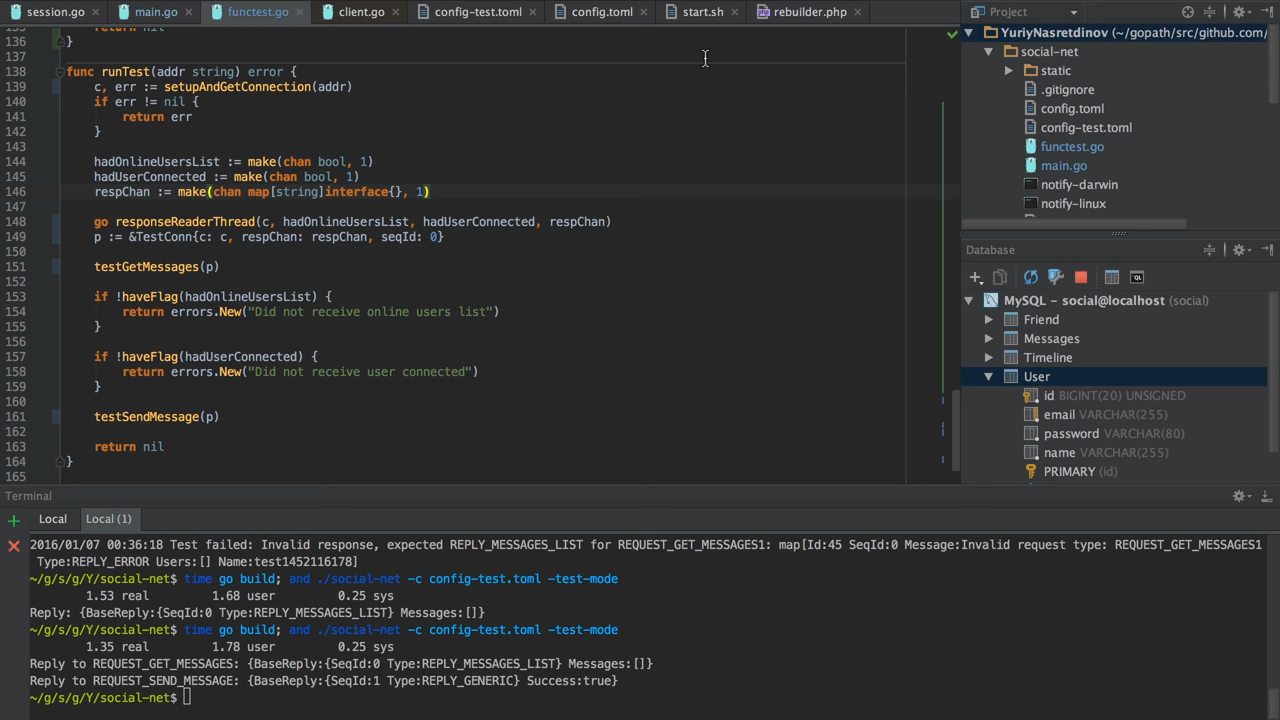 session.go
main.go
functest.go
client.go
config-test.toml
config.toml
start.sh
rebuilder.php
136 }
137
138 func runTest(addr string) error {
139 c, err := setupAndGetConnection(addr)
140 if err != nil {
141 return err
142 }
143
144 hadOnlineUsersList := make(chan bool, 1)
145 hadUserConnected := make(chan bool, 1)
146 respChan := make(chan map[string]interface{}, 1)
147
148 go responseReaderThread(c, hadOnlineUsersList, hadUserConnected, respChan)
149 p := &TestConn{c: c, respChan: respChan, seqId: 0}
150
151 testGetMessages(p)
152
153 if !haveFlag(hadOnlineUsersList) {
154 return errors.New("Did not receive online users list")
155 }
156
157 if !haveFlag(hadUserConnected) {
158 return errors.New("Did not receive user connected")
159 }
160
161 testSendMessage(p)
162
163 return nil
164 }
165
Project
YuriyNasretdinov (~/gopath/src/github.com/
social-net
static
.gitignore
config.toml
config-test.toml
functest.go
main.go
notify-darwin
notify-linux
Database
QL
MySQL - social@localhost (social)
Friend
Messages
Timeline
User
id BIGINT(20) UNSIGNED
email VARCHAR(255)
password VARCHAR(80)
name VARCHAR(255)
PRIMARY (id)
Terminal
Local
Local (1)
2016/01/07 00:36:18 Test failed: Invalid response, expected REPLY_MESSAGES_LIST for REQUEST_GET_MESSAGES1: map[Id:45 SeqId:0 Message:Invalid request type: REQUEST_GET_MESSAGES1
Type:REPLY_ERROR Users:[] Name:test1452116178]
~/g/s/g/Y/social-net$ time go build; and ./social-net -c config-test.toml -test-mode
1.53 real 1.68 user 0.25 sys
Reply: {BaseReply:{SeqId:0 Type:REPLY_MESSAGES_LIST} Messages:[]}
~/g/s/g/Y/social-net$ time go build; and ./social-net -c config-test.toml -test-mode
1.35 real 1.78 user 0.25 sys
Reply to REQUEST_GET_MESSAGES: {BaseReply:{SeqId:0 Type:REPLY_MESSAGES_LIST} Messages:[]}
Reply to REQUEST_SEND_MESSAGE: {BaseReply:{SeqId:1 Type:REPLY_GENERIC} Success:true}
~/g/s/g/Y/social-net$